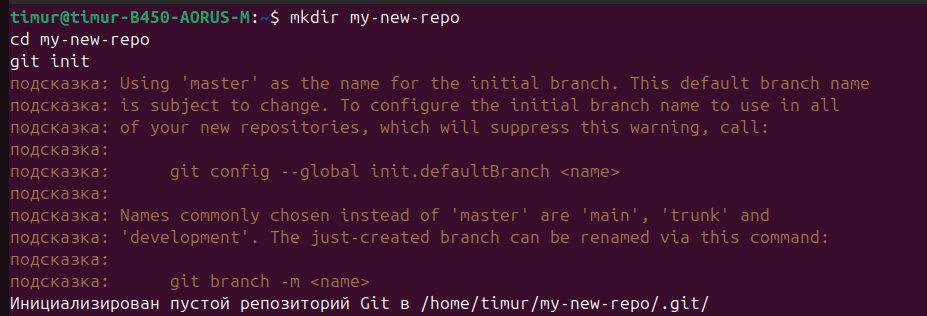 timur@timur-B450-AORUS-M:~$ mkdir my-new-repo
cd my-new-repo
git init
подсказка: Using 'master' as the name for the initial branch. This default branch name
подсказка: is subject to change. To configure the initial branch name to use in all
подсказка: of your new repositories, which will suppress this warning, call:
подсказка:
подсказка:      git config --global init.defaultBranch <name>
подсказка:
подсказка: Names commonly chosen instead of 'master' are 'main', 'trunk' and
подсказка: 'development'. The just-created branch can be renamed via this command:
подсказка:
подсказка:      git branch -m <name>
Инициализирован пустой репозиторий Git в /home/timur/my-new-repo/.git/